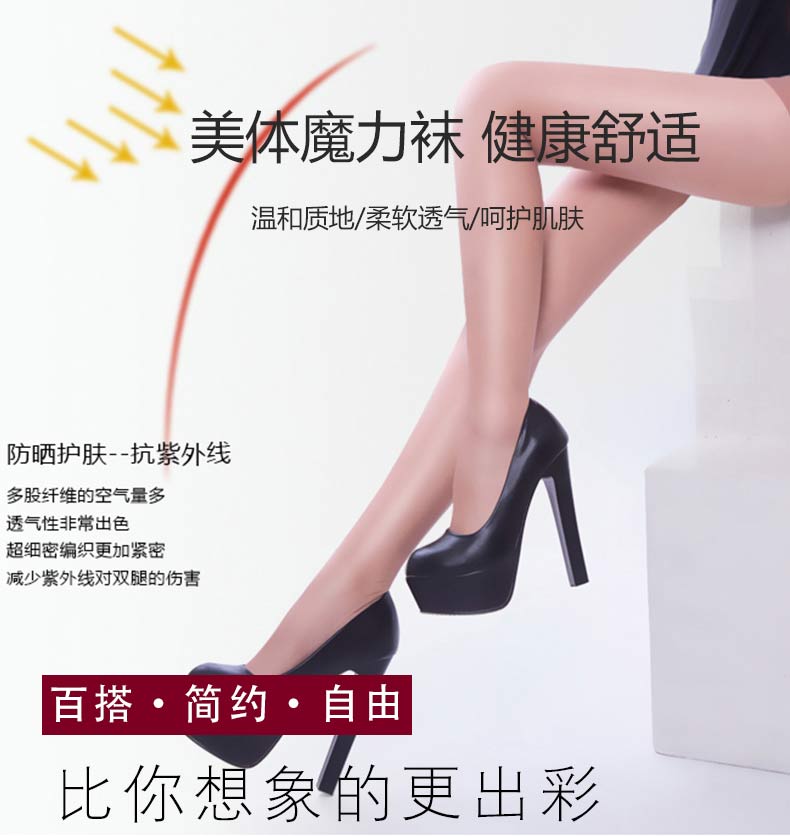 美体魔力袜 健康舒适
温和质地/柔软透气/呵护肌肤
防晒护肤--抗紫外线
多股纤维的空气量多
透气性非常出色
超细密编织更加紧密
减少紫外线对双腿的伤害
百搭·简约·自由
比你想象的更出彩